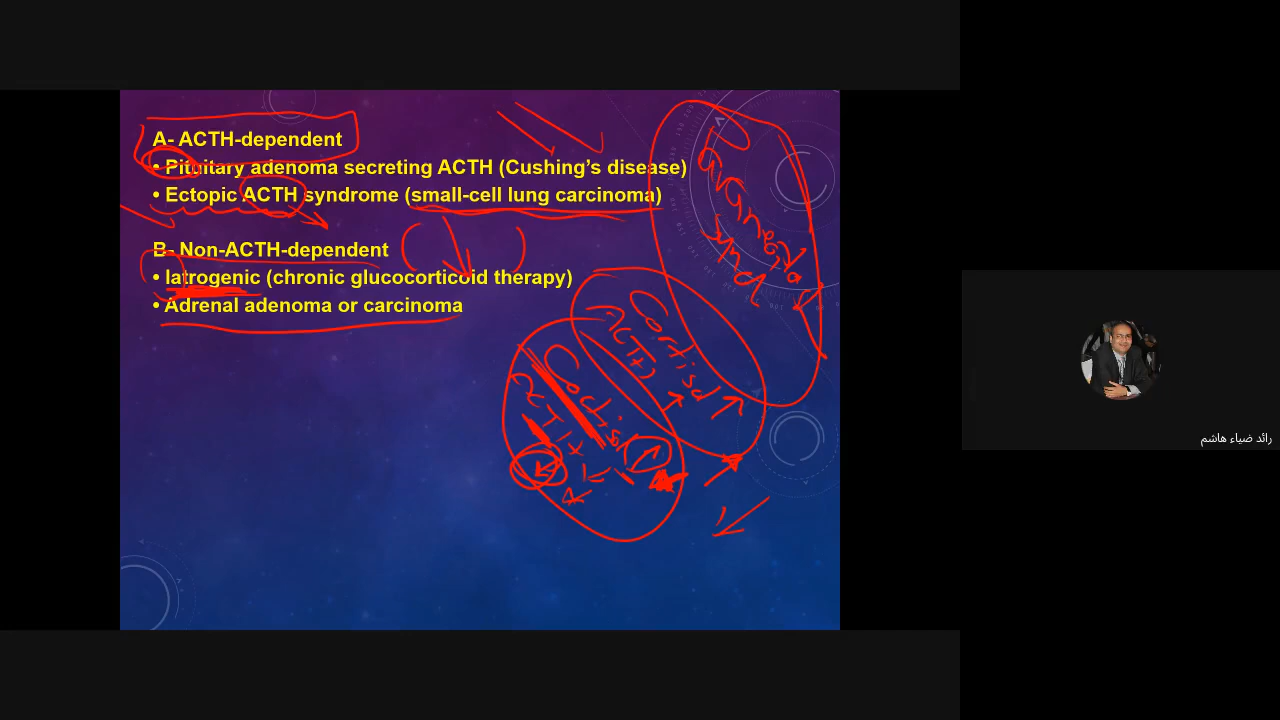 A- ACTH-dependent
• Pituitary adenoma secreting ACTH (Cushing's disease)
• Ectopic ACTH syndrome (small-cell lung carcinoma)
B- Non-ACTH-dependent
• Iatrogenic (chronic glucocorticoid therapy)
• Adrenal adenoma or carcinoma
Cortisol
ACTH
Cortisol
ACTH
رائد ضياء هاشم